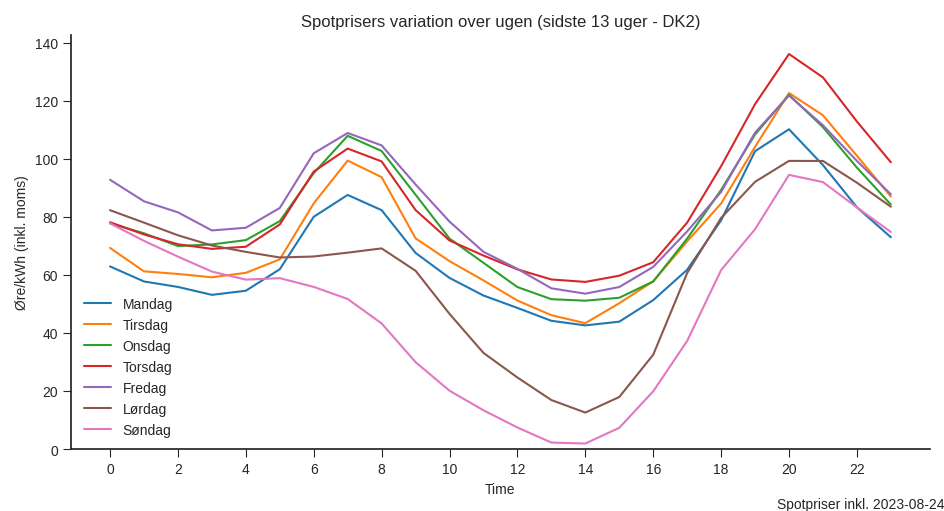 Spotprisers variation over ugen (sidste 13 uger - DK2)
Øre/kWh (inkl. moms)
140
120
100
80
60
40
20
0
Mandag
Tirsdag
Onsdag
Torsdag
Fredag
Lørdag
Søndag
0 2 4 6 8 10 12 14 16 18 20 22
Time
Spotpriser inkl. 2023-08-24